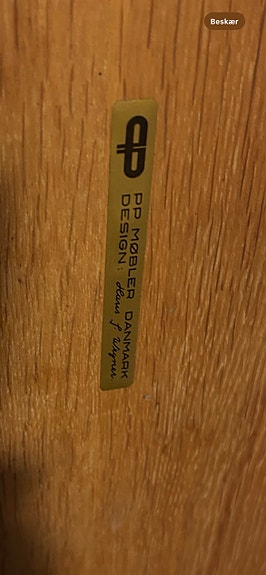 Beskær
PP MØBLER DANMARK
DESIGN: Hans J. Wegner